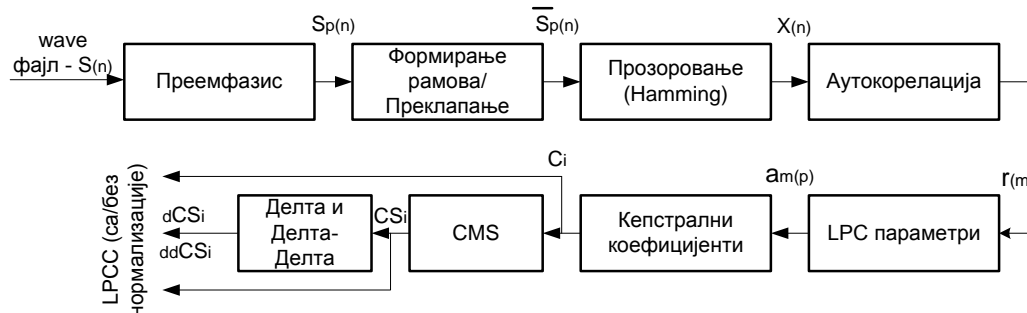 wave
фајл - S(n)
Преемфазис
Sp(n)
Формирање
рамова/
Преклапање
Sp(n)
Прозоровање
(Hamming)
X(n)
Аутокорелација
r(m
LPC параметри
am(p)
Кепстрални
коефицијенти
Ci
CMS
CSi
Делта и
Делта-
Делта
dCSi
ddCSi
LPCC (са/без
нормализације)